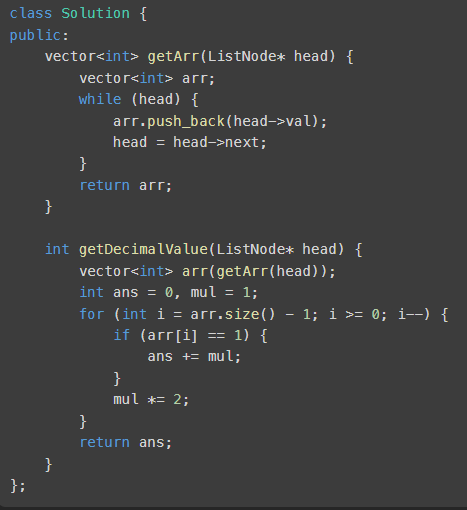 class Solution {
public:
    vector<int> getArr(ListNode* head) {
        vector<int> arr;
        while (head) {
            arr.push_back(head->val);
            head = head->next;
        }
        return arr;
    }

    int getDecimalValue(ListNode* head) {
        vector<int> arr(getArr(head));
        int ans = 0, mul = 1;
        for (int i = arr.size() - 1; i >= 0; i--) {
            if (arr[i] == 1) {
                ans += mul;
            }
            mul *= 2;
        }
        return ans;
    }
};